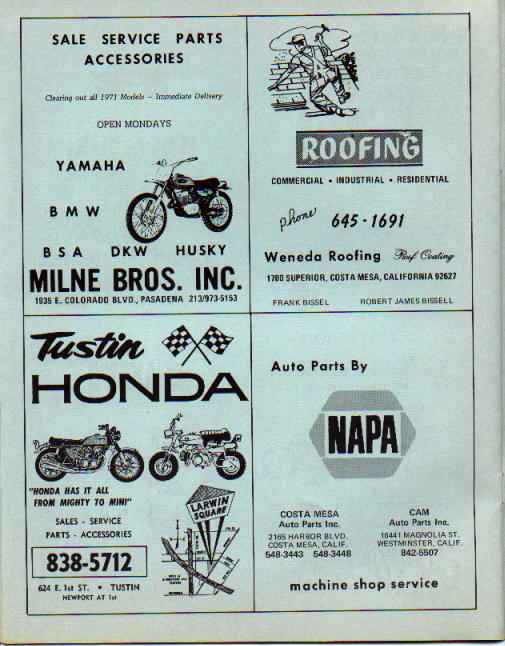 SALE SERVICE PARTS
ACCESSORIES
Clearing out all 1971 Models – Immediate Delivery
OPEN MONDAYS
YAMAHA
BMW
BSA DKW HUSKY
MILNE BROS. INC.
1935 E. COLORADO BLVD., PASADENA 213/973-5153
ROOFING
COMMERCIAL • INDUSTRIAL • RESIDENTIAL
phone 645-1691
Weneda Roofing Roof Coating
1700 SUPERIOR, COSTA MESA, CALIFORNIA 92627
FRANK BISSEL ROBERT JAMES BISSELL
Tustin
HONDA
"HONDA HAS IT ALL
FROM MIGHTY TO MINI"
SALES - SERVICE
PARTS - ACCESSORIES
838-5712
624 E. 1st ST. • TUSTIN
NEWPORT AT 1st
LARWIN
SQUARE
Auto Parts By
NAPA
COSTA MESA
Auto Parts Inc.
2165 HARBOR BLVD.
COSTA MESA, CALIF.
548-3443 548-3448
CAM
Auto Parts Inc.
16441 MAGNOLIA ST.
WESTMINSTER, CALIF.
842-5507
machine shop service